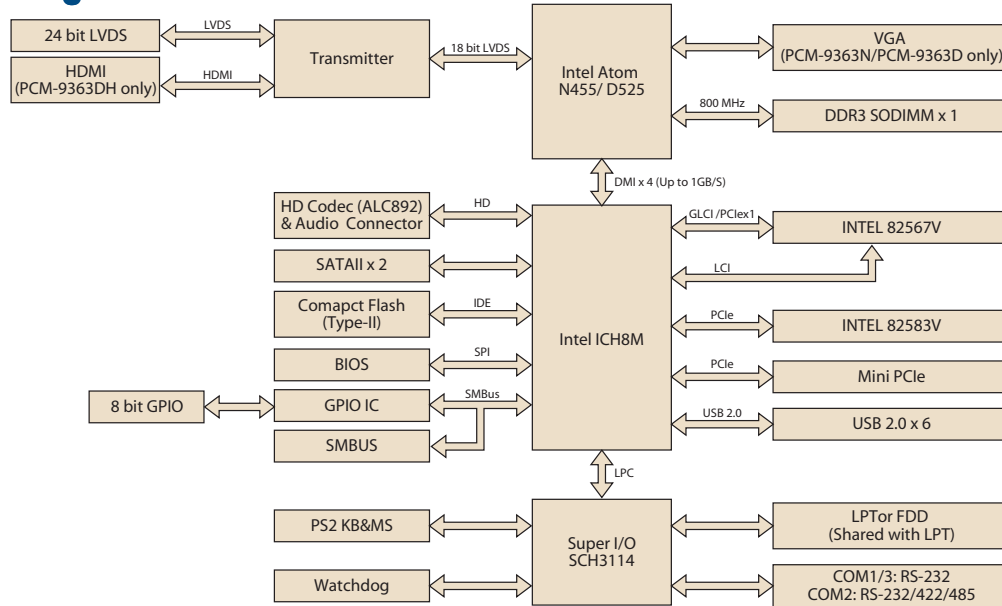 LVDS
24 bit LVDS
HDMI
(PCM-9363DH only)
HDMI
Transmitter
18 bit LVDS
Intel Atom
N455/ D525
VGA
(PCM-9363N/PCM-9363D only)
800 MHz
DDR3 SODIMM x 1
DMI x 4 (Up to 1GB/S)
HD Codec (ALC892)
& Audio Connector
HD
SATAII x 2
Comapct Flash
(Type-II)
IDE
BIOS
SPI
8 bit GPIO
GPIO IC
SMBus
SMBUS
Intel ICH8M
GLCI /PCIex1
INTEL 82567V
LCI
PCIe
INTEL 82583V
PCIe
Mini PCIe
USB 2.0
USB 2.0 x 6
LPC
PS2 KB&MS
Watchdog
Super I/O
SCH3114
LPTor FDD
(Shared with LPT)
COM1/3: RS-232
COM2: RS-232/422/485